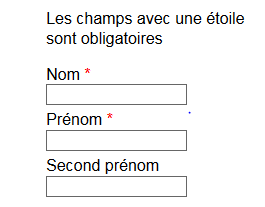 Les champs avec une étoile
sont obligatoires
Nom *
Prénom *
Second prénom